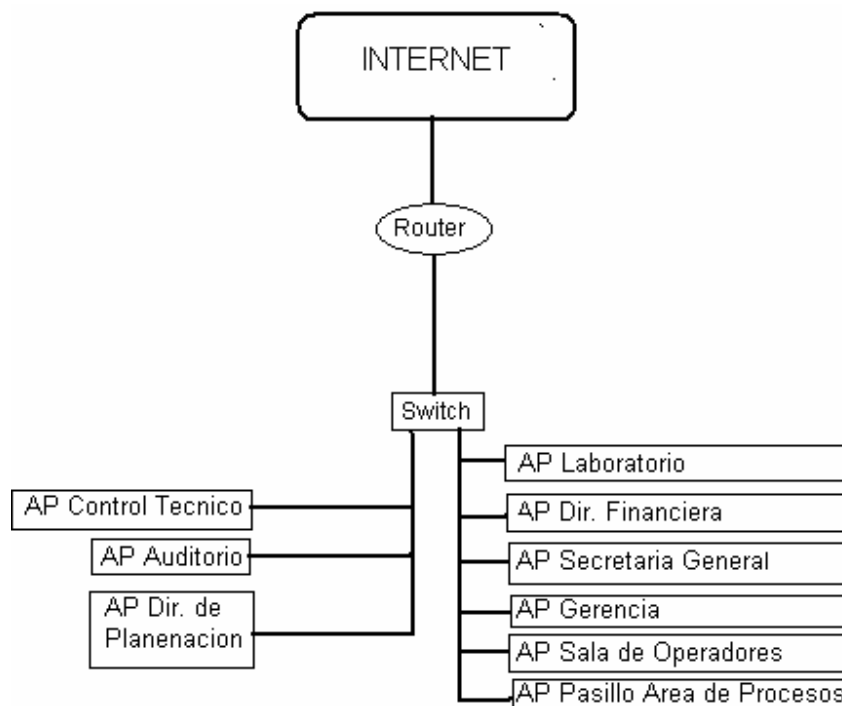 INTERNET
Router
Switch
AP Control Tecnico
AP Auditorio
AP Dir. de
Planenacion
AP Laboratorio
AP Dir. Financiera
AP Secretaria General
AP Gerencia
AP Sala de Operadores
AP Pasillo Area de Procesos